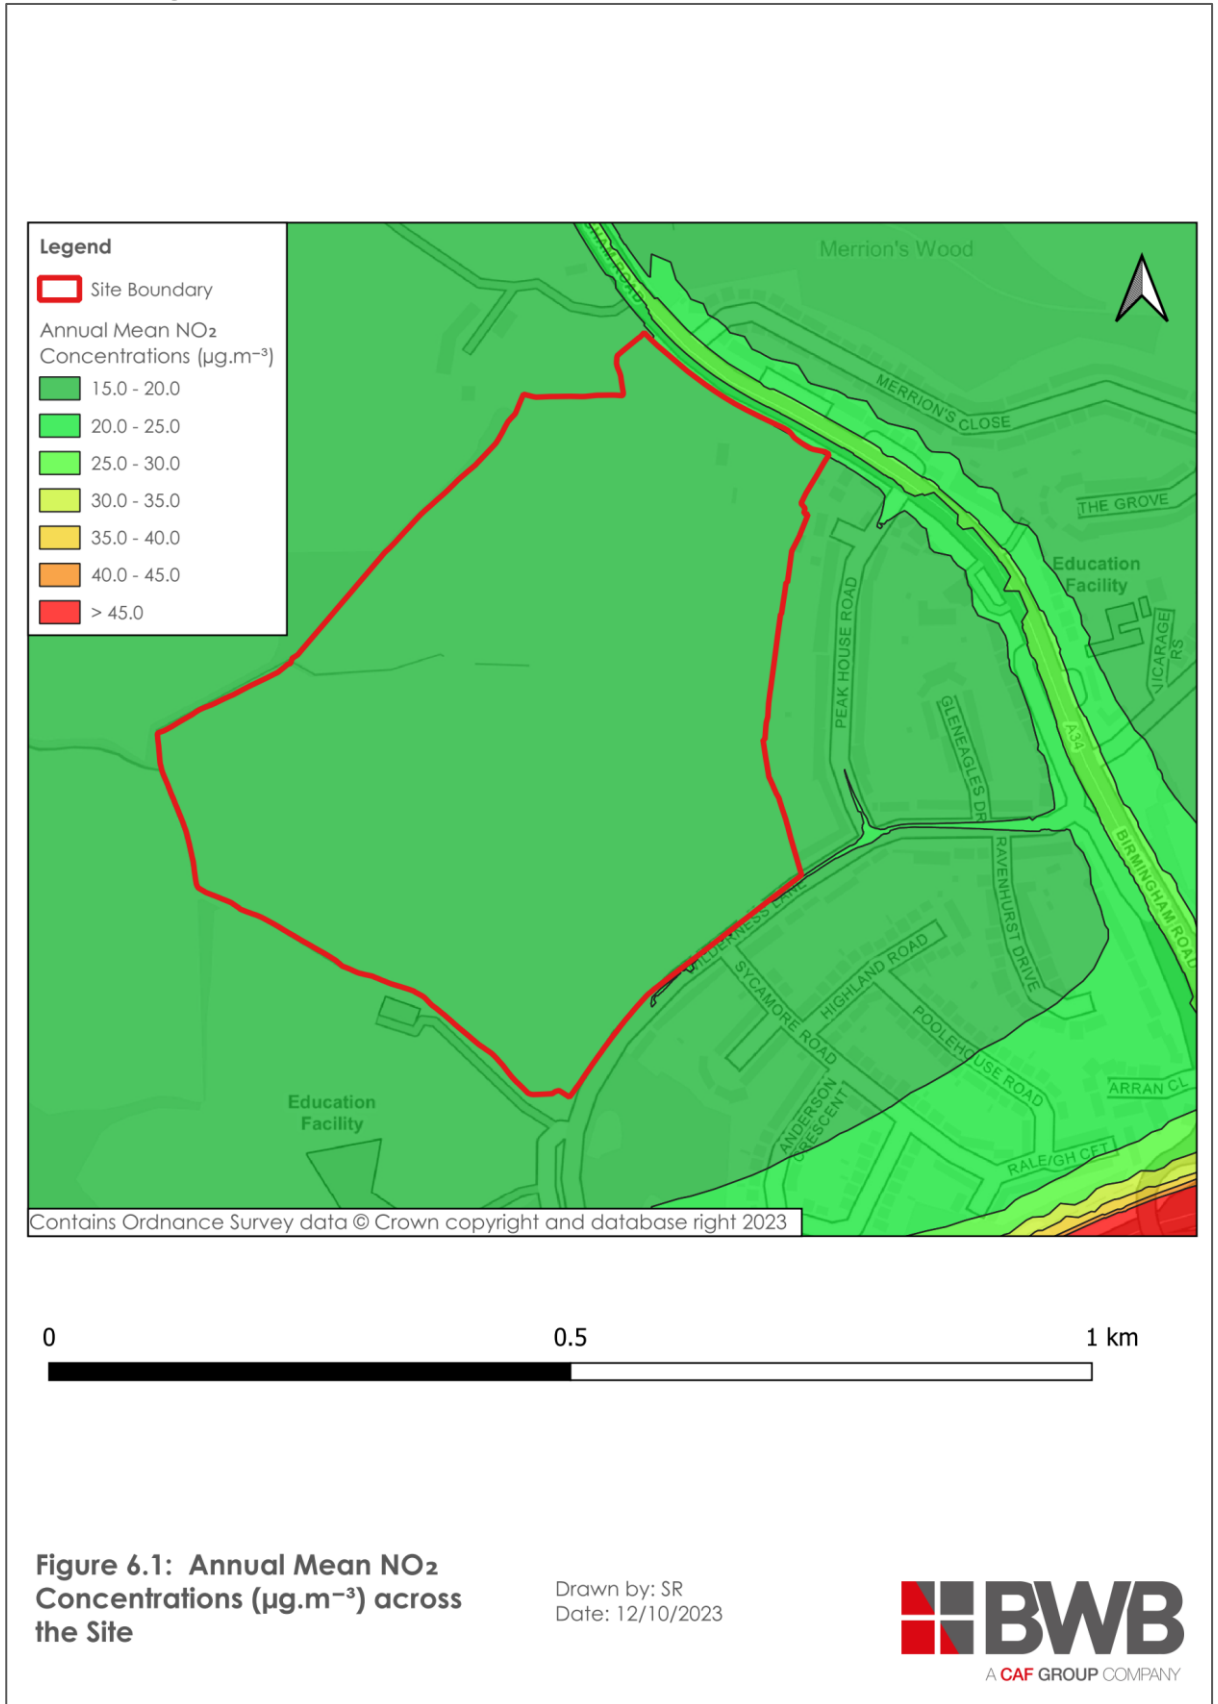 Legend
Site Boundary
Annual Mean NO₂
Concentrations (µg.m⁻³)
15.0 - 20.0
20.0 - 25.0
25.0 - 30.0
30.0 - 35.0
35.0 - 40.0
40.0 - 45.0
> 45.0
HAM ROAD
Merrion's Wood
MERRION'S CLOSE
THE GROVE
Education
Facility
VICARAGE
RS
PEAK HOUSE ROAD
GLENEAGLES DR
A34
BIRMINGHAM ROAD
RAVENHURST DRIVE
WILDERNESS LANE
SYCAMORE ROAD
HIGHLAND ROAD
POOLEHOUSE ROAD
ANDERSON
CRESCENT
ARRAN CL
RALEIGH CFT
Education
Facility
Contains Ordnance Survey data © Crown copyright and database right 2023
0
0.5
1 km
Figure 6.1: Annual Mean NO₂
Concentrations (µg.m⁻³) across
the Site
Drawn by: SR
Date: 12/10/2023
BWB
A CAF GROUP COMPANY